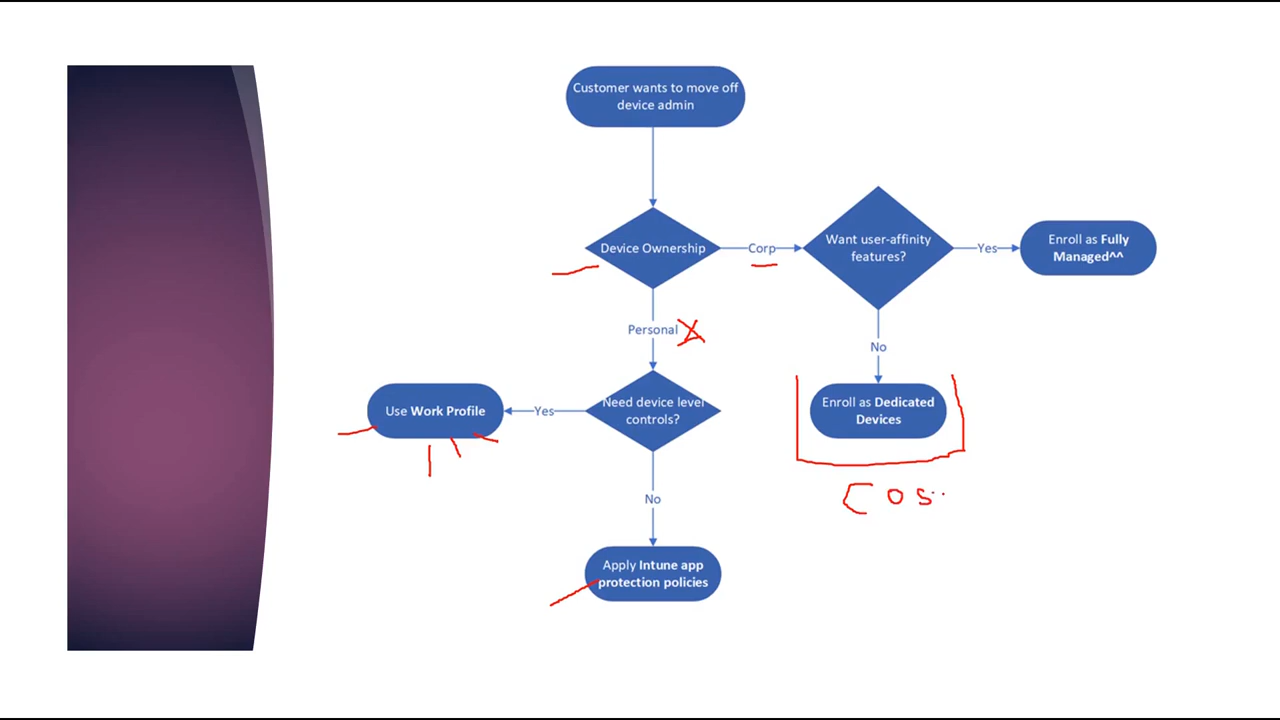 Customer wants to move off
device admin
Device Ownership
Corp
Want user-affinity
features?
Yes
Enroll as Fully
Managed^^
Personal
No
Need device level
controls?
Yes
Use Work Profile
Enroll as Dedicated
Devices
No
COS
Apply Intune app
protection policies